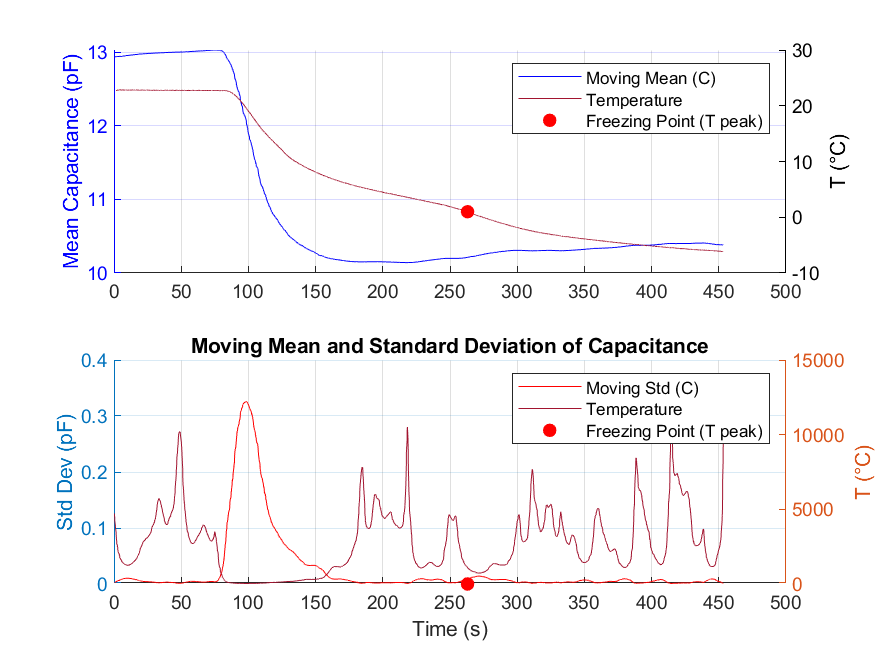 13
12
11
10
Mean Capacitance (pF)
30
20
10
0
-10
T (°C)
Moving Mean (C)
Temperature
Freezing Point (T peak)
0 50 100 150 200 250 300 350 400 450 500
Moving Mean and Standard Deviation of Capacitance
0.4
0.3
0.2
0.1
0
Std Dev (pF)
15000
10000
5000
0
T (°C)
Moving Std (C)
Temperature
Freezing Point (T peak)
0 50 100 150 200 250 300 350 400 450 500
Time (s)